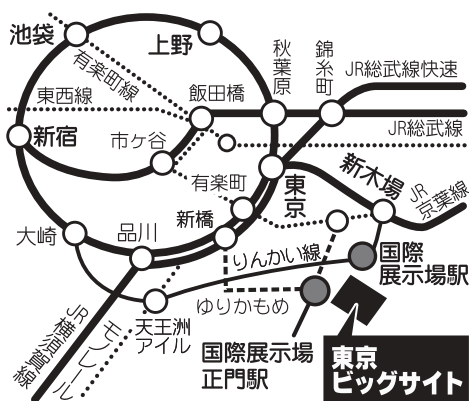 池袋
上野
秋葉原
錦糸町
JR総武線快速
有楽町線
東西線
飯田橋
JR総武線
新宿
市ヶ谷
有楽町
東京
新木場
JR
京葉線
新橋
大崎
品川
りんかい線
国際
展示場駅
ゆりかもめ
天王洲
アイル
JR横須賀線
モノレール
国際展示場
正門駅
東京
ビッグサイト